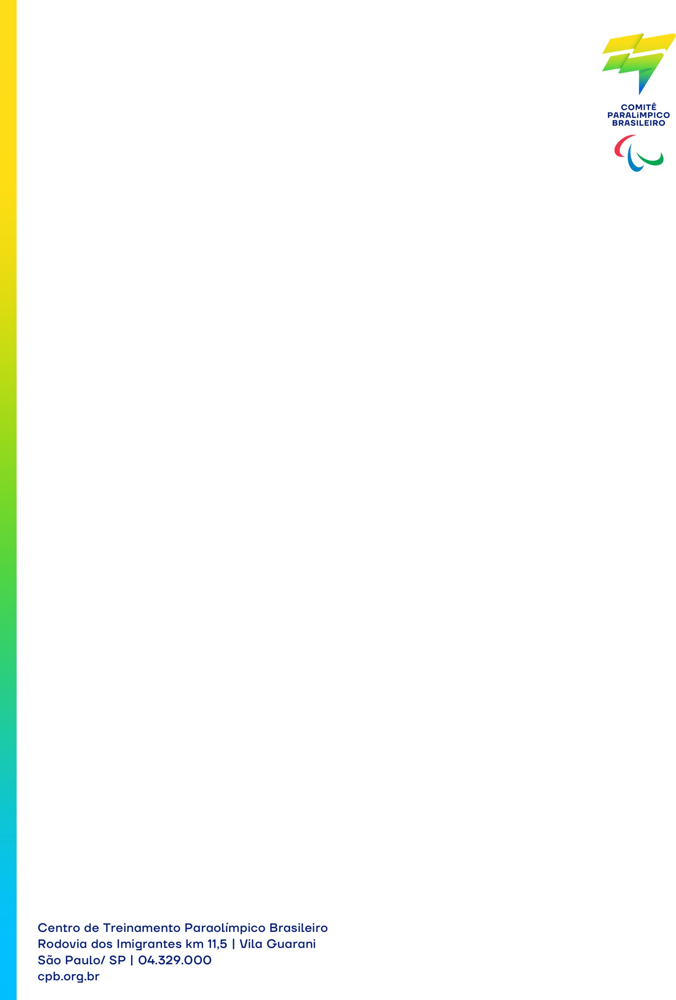 COMITÊ
PARALÍMPICO
BRASILEIRO
Centro de Treinamento Paraolímpico Brasileiro
Rodovia dos Imigrantes km 11,5 | Vila Guarani
São Paulo/ SP | 04.329.000
cpb.org.br